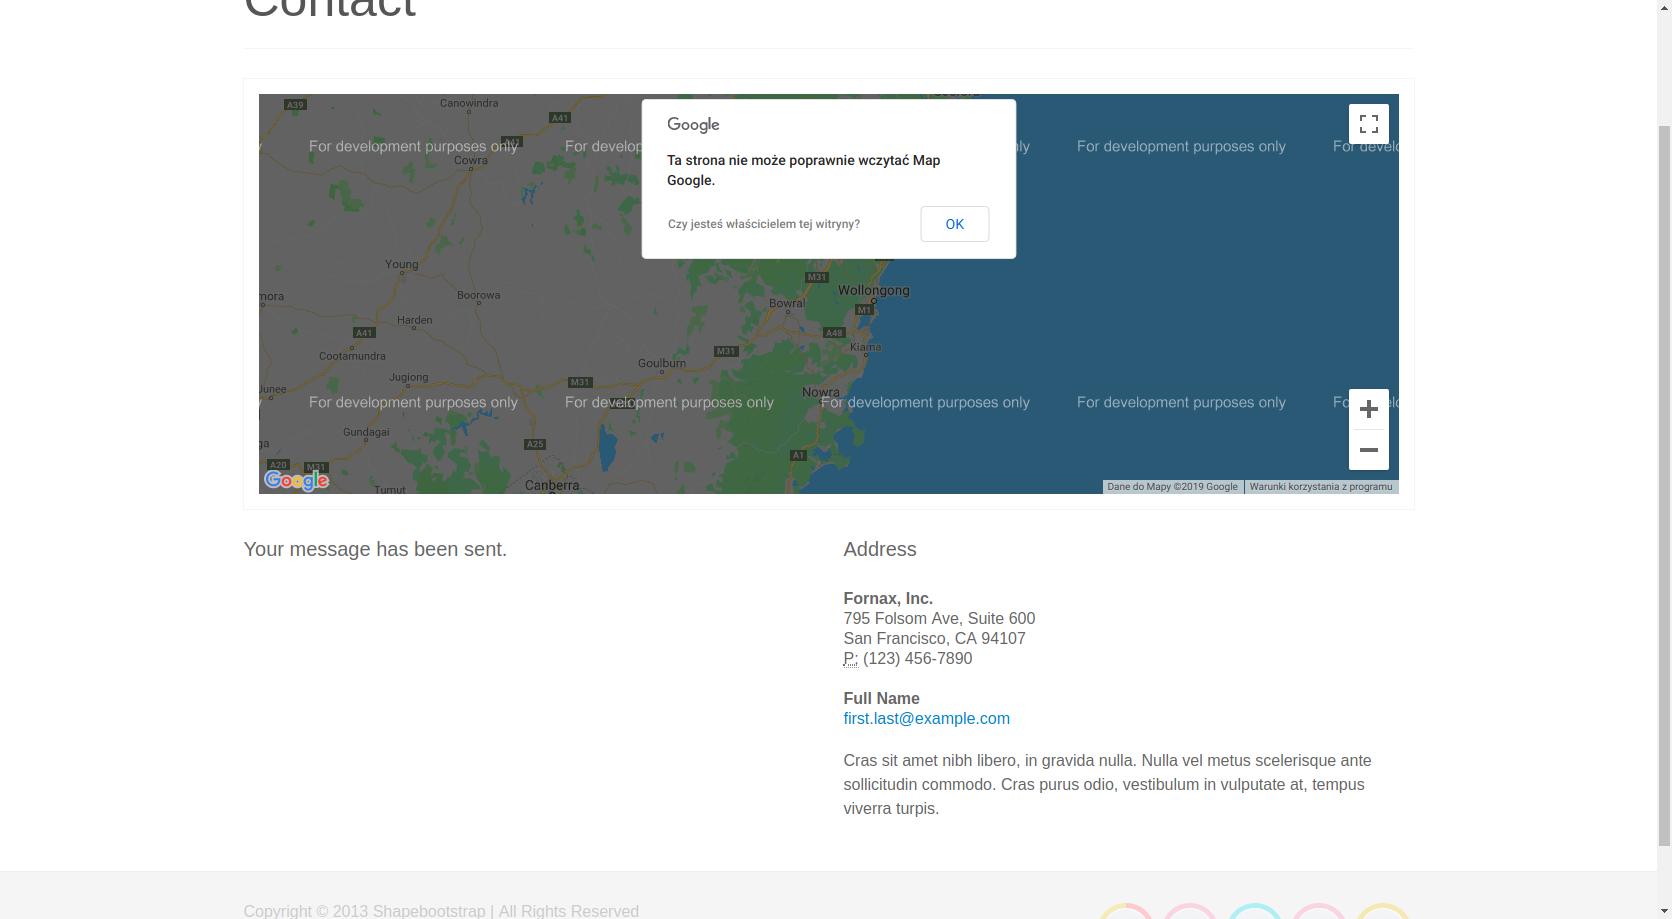 Contact
A39
Canowindra
A41
For development purposes only
For develop
Google
nly
For development purposes only
For develo
Cowra
Ta strona nie może poprawnie wczytać Map
Google.
Czy jesteś właścicielem tej witryny?
OK
Young
M31
Wollongong
mora
Boorowa
Bowral
M1
Harden
A41
A48
Cootamundra
M31
Kiama
Goulburn
Jugiong
M31
Junee
Nowra
For development purposes only
For development purposes only
For development purposes only
For development purposes only
Gundagai
ga
A25
A1
A20
M31
Google
Tumut
Canberra
Dane do Mapy ©2019 Google
Warunki korzystania z programu
Your message has been sent.
Address
Fornax, Inc.
795 Folsom Ave, Suite 600
San Francisco, CA 94107
P: (123) 456-7890
Full Name
first.last@example.com
Cras sit amet nibh libero, in gravida nulla. Nulla vel metus scelerisque ante
sollicitudin commodo. Cras purus odio, vestibulum in vulputate at, tempus
viverra turpis.
Copyright © 2013 Shapebootstrap | All Rights Reserved